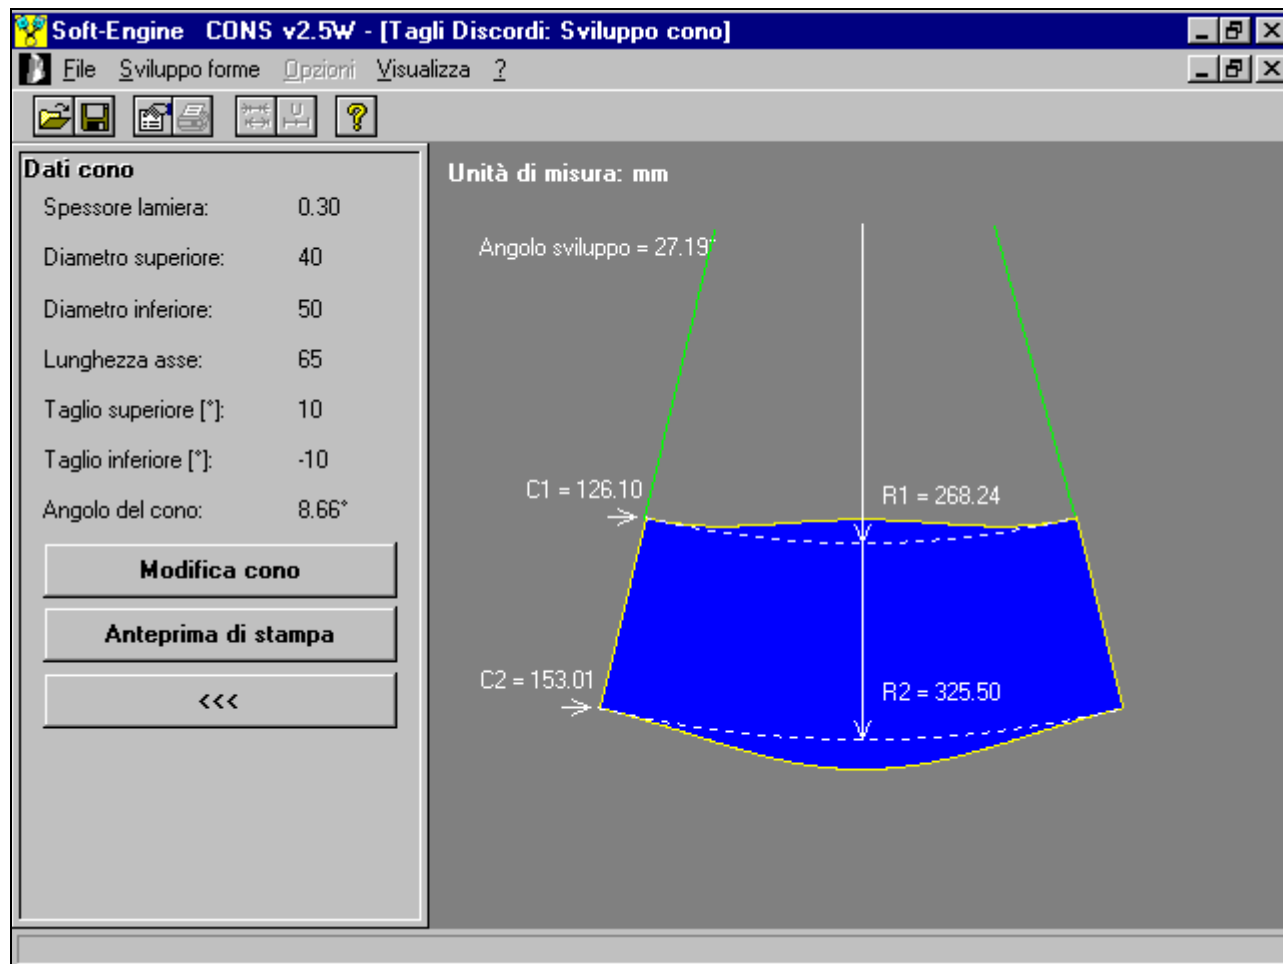 Soft-Engine CONS v2.5W - [Tagli Discordi: Sviluppo cono]
File Sviluppo forme Opzioni Visualizza ?
Dati cono
Spessore lamiera: 0.30
Diametro superiore: 40
Diametro inferiore: 50
Lunghezza asse: 65
Taglio superiore [°]: 10
Taglio inferiore [°]: -10
Angolo del cono: 8.66°
Modifica cono
Anteprima di stampa
<<<
Unità di misura: mm
Angolo sviluppo = 27.19°
C1 = 126.10
R1 = 268.24
C2 = 153.01
R2 = 325.50